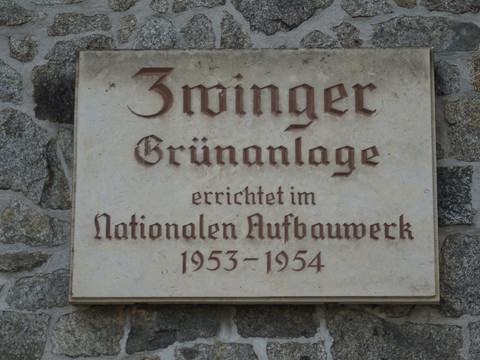 Zwinger
Grünanlage
errichtet im
Nationalen Aufbauwerk
1953-1954